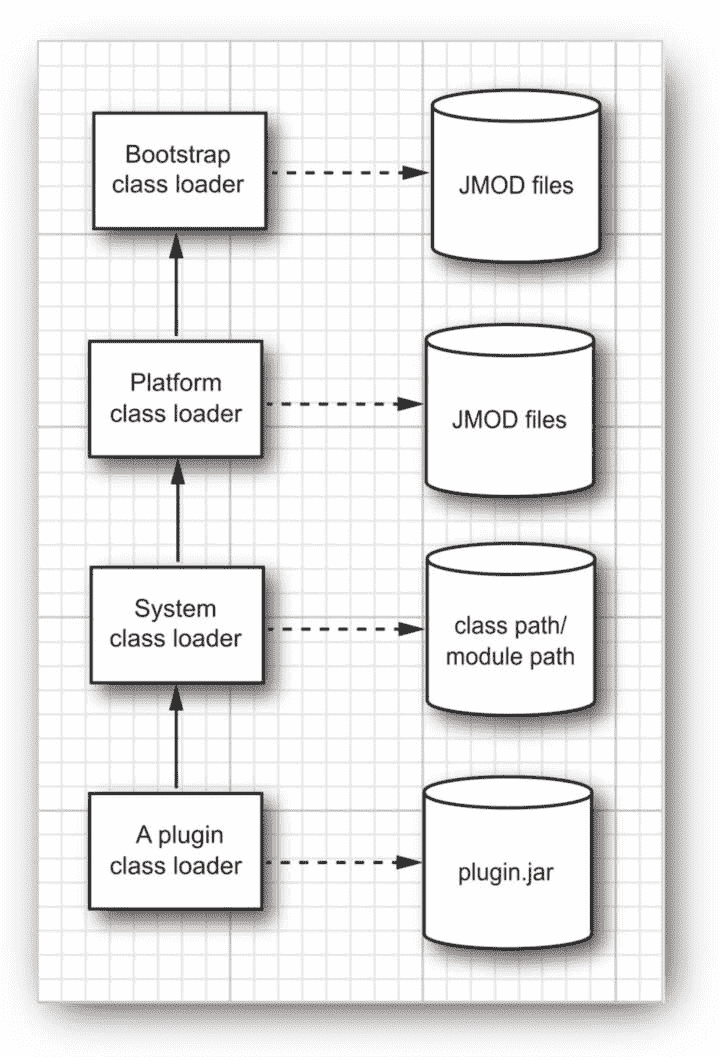 Bootstrap
class loader
JMOD files
Platform
class loader
JMOD files
System
class loader
class path/
module path
A plugin
class loader
plugin.jar